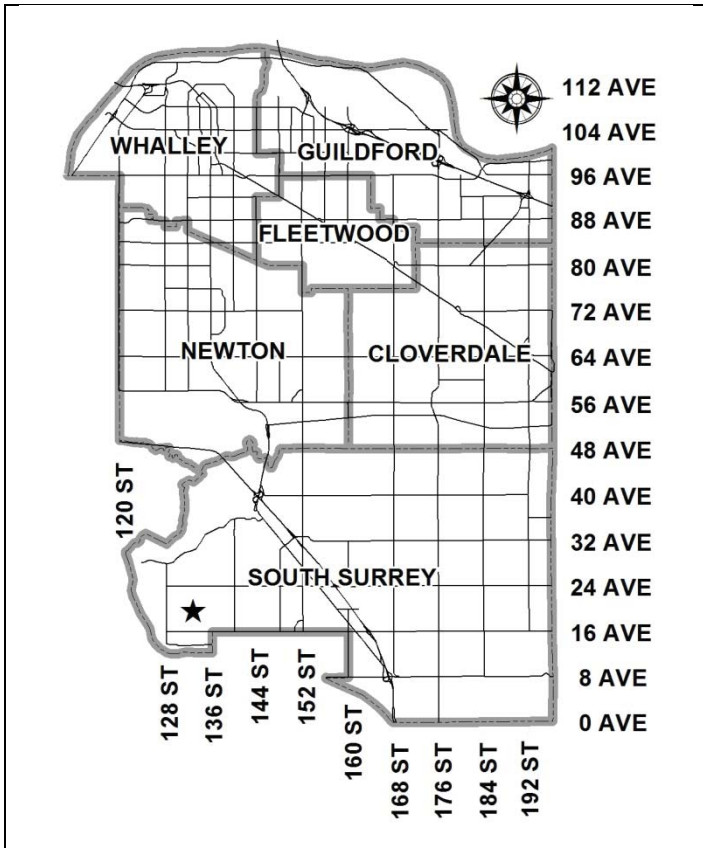 112 AVE
104 AVE
WHALLEY
GUILDFORD
96 AVE
88 AVE
FLEETWOOD
80 AVE
72 AVE
NEWTON
CLOVERDALE
64 AVE
56 AVE
48 AVE
120 ST
40 AVE
32 AVE
SOUTH SURREY
24 AVE
16 AVE
8 AVE
0 AVE
128 ST
136 ST
144 ST
152 ST
160 ST
168 ST
176 ST
184 ST
192 ST